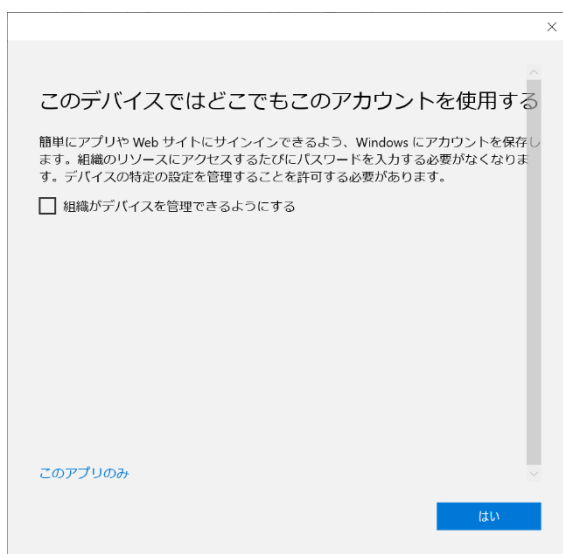 このデバイスではどこでもこのアカウントを使用する
簡単にアプリや Web サイトにサインインできるよう、Windows にアカウントを保存し
ます。組織のリソースにアクセスするたびにパスワードを入力する必要がなくなりま
す。デバイスの特定の設定を管理することを許可する必要があります。
組織がデバイスを管理できるようにする
このアプリのみ
はい